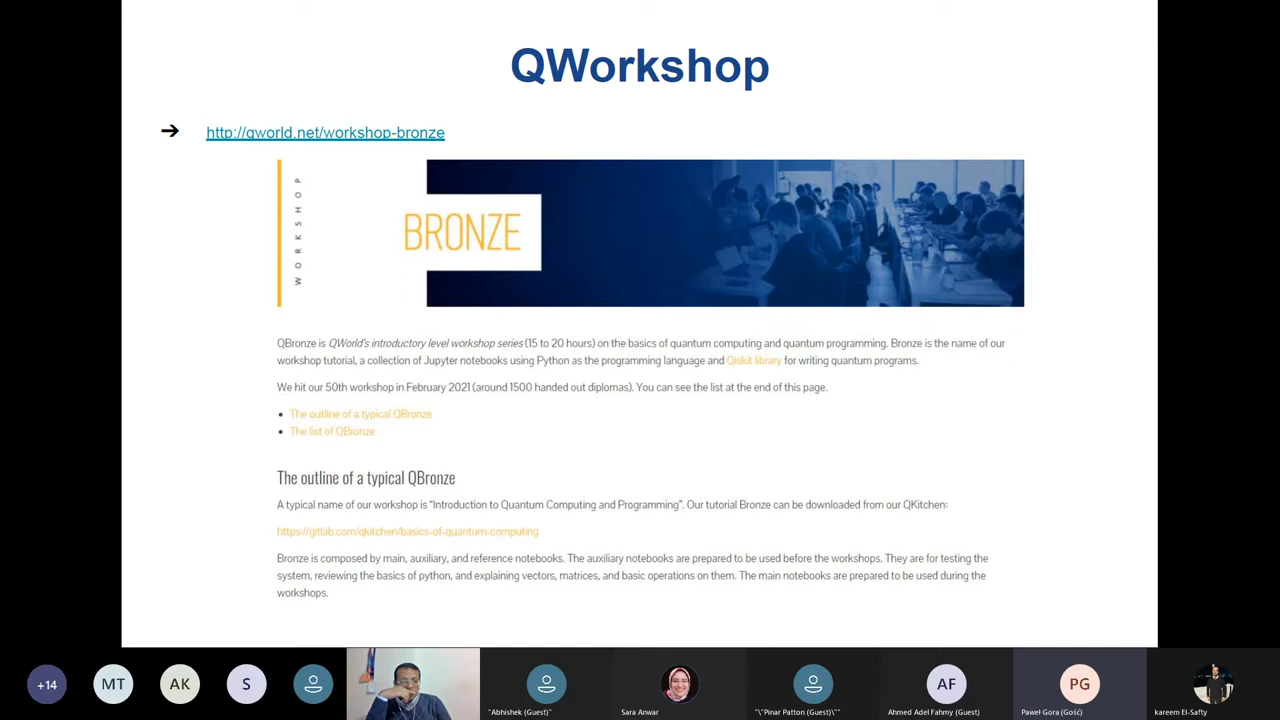 QWorkshop
➔ http://qworld.net/workshop-bronze
WORKSHOP
BRONZE
QBronze is QWorld's introductory level workshop series (15 to 20 hours) on the basics of quantum computing and quantum programming. Bronze is the name of our
workshop tutorial, a collection of Jupyter notebooks using Python as the programming language and Qiskit library for writing quantum programs.
We hit our 50th workshop in February 2021 (around 1500 handed out diplomas). You can see the list at the end of this page.
• The outline of a typical QBronze
• The list of QBronze
The outline of a typical QBronze
A typical name of our workshop is "Introduction to Quantum Computing and Programming". Our tutorial Bronze can be downloaded from our QKitchen:
https://gitlab.com/qkitchen/basics-of-quantum-computing
Bronze is composed by main, auxiliary, and reference notebooks. The auxiliary notebooks are prepared to be used before the workshops. They are for testing the
system, reviewing the basics of python, and explaining vectors, matrices, and basic operations on them. The main notebooks are prepared to be used during the
workshops.
+14
MT
AK
S
"Abhishek (Guest)"
Sara Anwar
"\"Pinar Patton (Guest)\""
AF
Ahmed Adel Fahmy (Guest)
PG
Paweł Gora (Gość)
kareem El-Safty